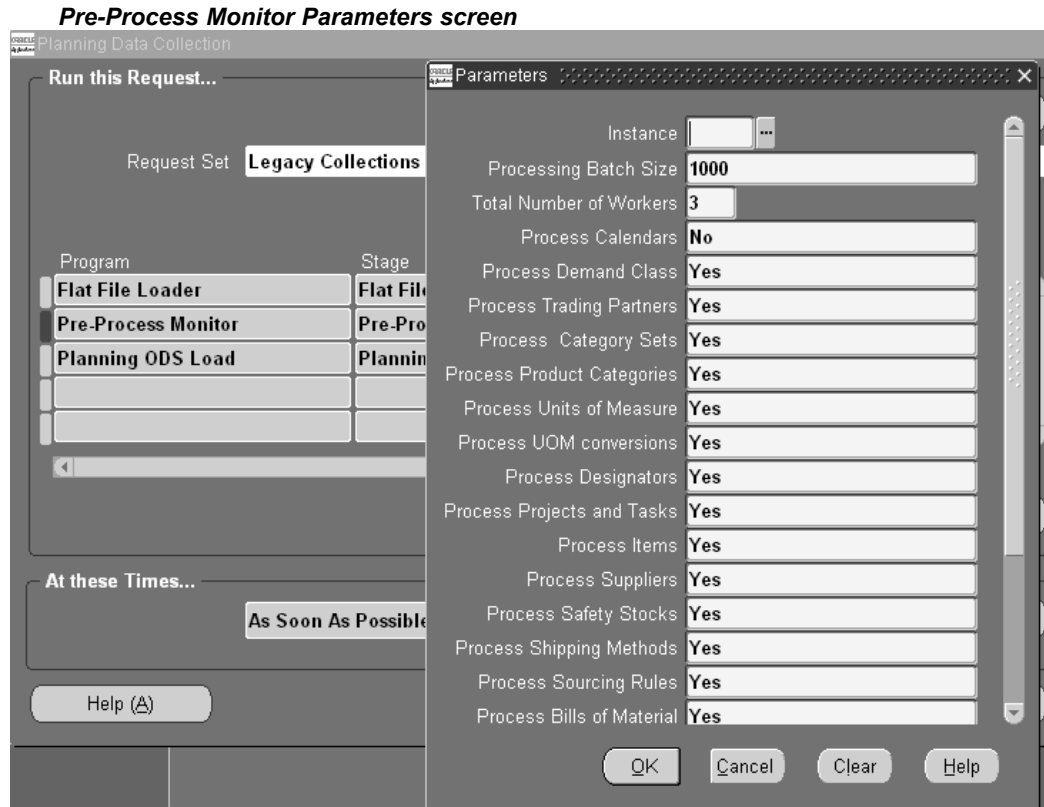 Pre-Process Monitor Parameters screen
ORACLE Applications Planning Data Collection
Run this Request...
Request Set Legacy Collections
Program Stage
Flat File Loader Flat File
Pre-Process Monitor Pre-Pro
Planning ODS Load Plannin
At these Times...
As Soon As Possible
Help (A)
Parameters
Instance ...
Processing Batch Size 1000
Total Number of Workers 3
Process Calendars No
Process Demand Class Yes
Process Trading Partners Yes
Process Category Sets Yes
Process Product Categories Yes
Process Units of Measure Yes
Process UOM conversions Yes
Process Designators Yes
Process Projects and Tasks Yes
Process Items Yes
Process Suppliers Yes
Process Safety Stocks Yes
Process Shipping Methods Yes
Process Sourcing Rules Yes
Process Bills of Material Yes
OK Cancel Clear Help